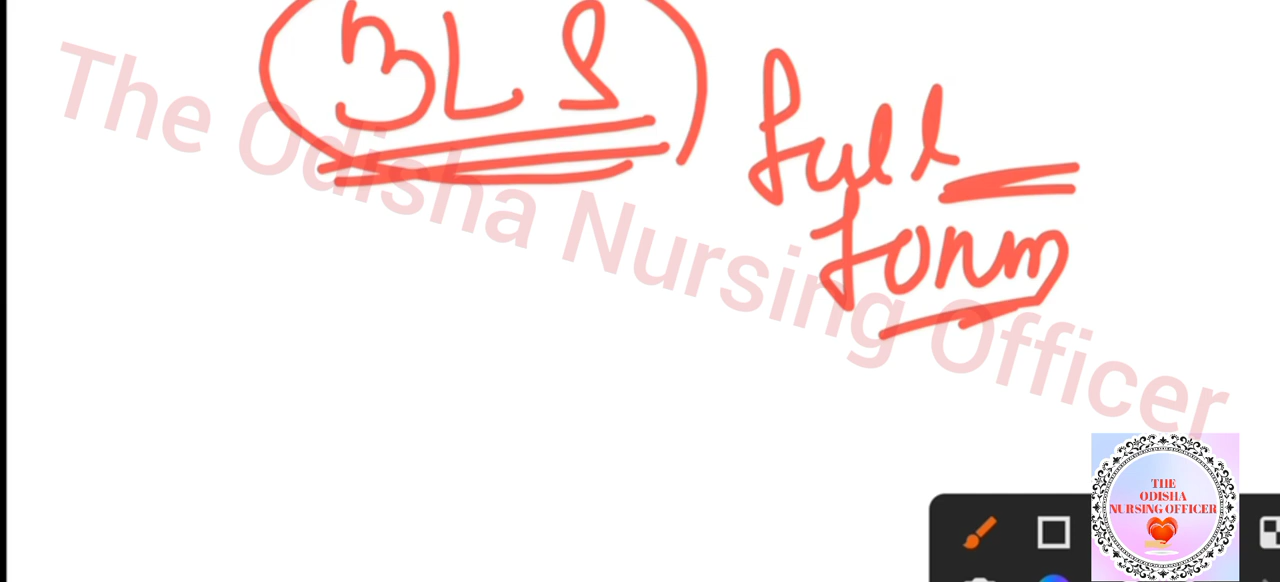 BLS
full
form
The Odisha Nursing Officer
THE
ODISHA
NURSING OFFICER